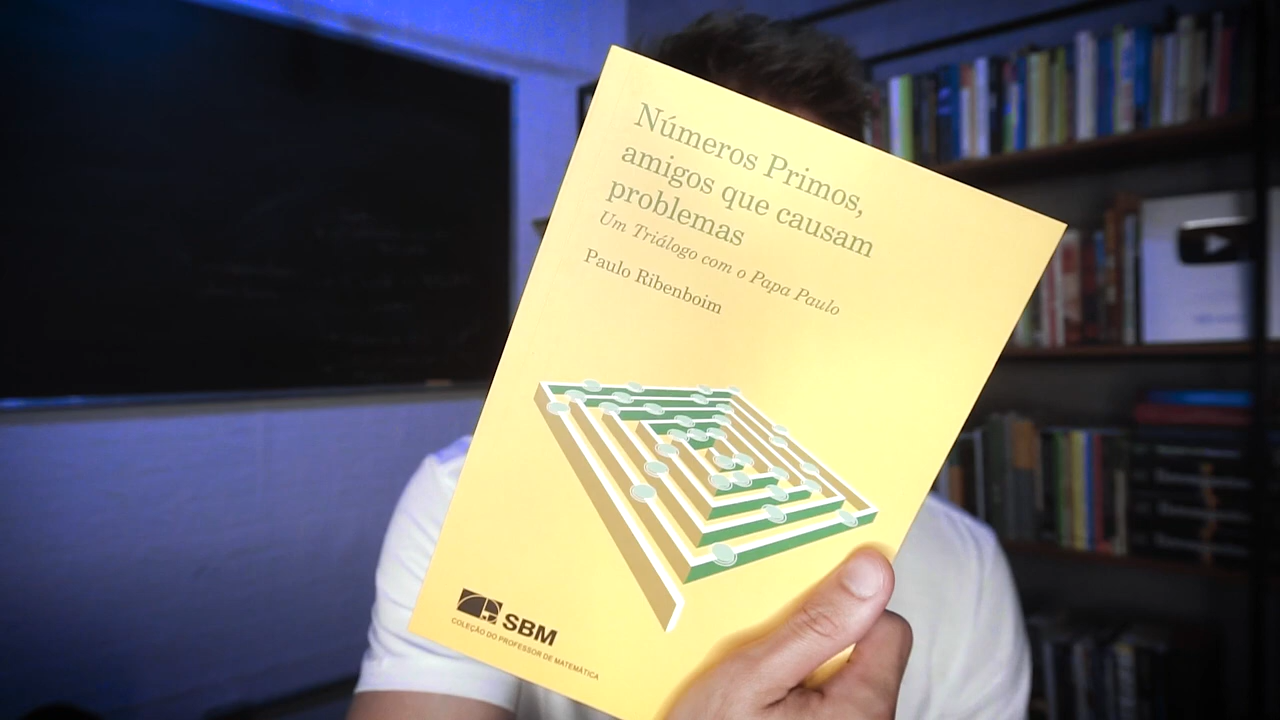 Números Primos,
amigos que causam
problemas
Um Triálogo com o Papa Paulo
Paulo Ribenboim
SBM
COLEÇÃO DO PROFESSOR DE MATEMÁTICA